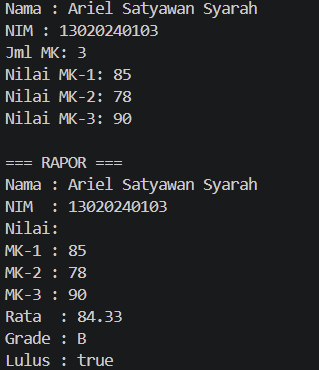 Nama : Ariel Satyawan Syarah
NIM : 13020240103
Jml MK: 3
Nilai MK-1: 85
Nilai MK-2: 78
Nilai MK-3: 90
=== RAPOR ===
Nama : Ariel Satyawan Syarah
NIM  : 13020240103
Nilai:
MK-1 : 85
MK-2 : 78
MK-3 : 90
Rata  : 84.33
Grade : B
Lulus : true